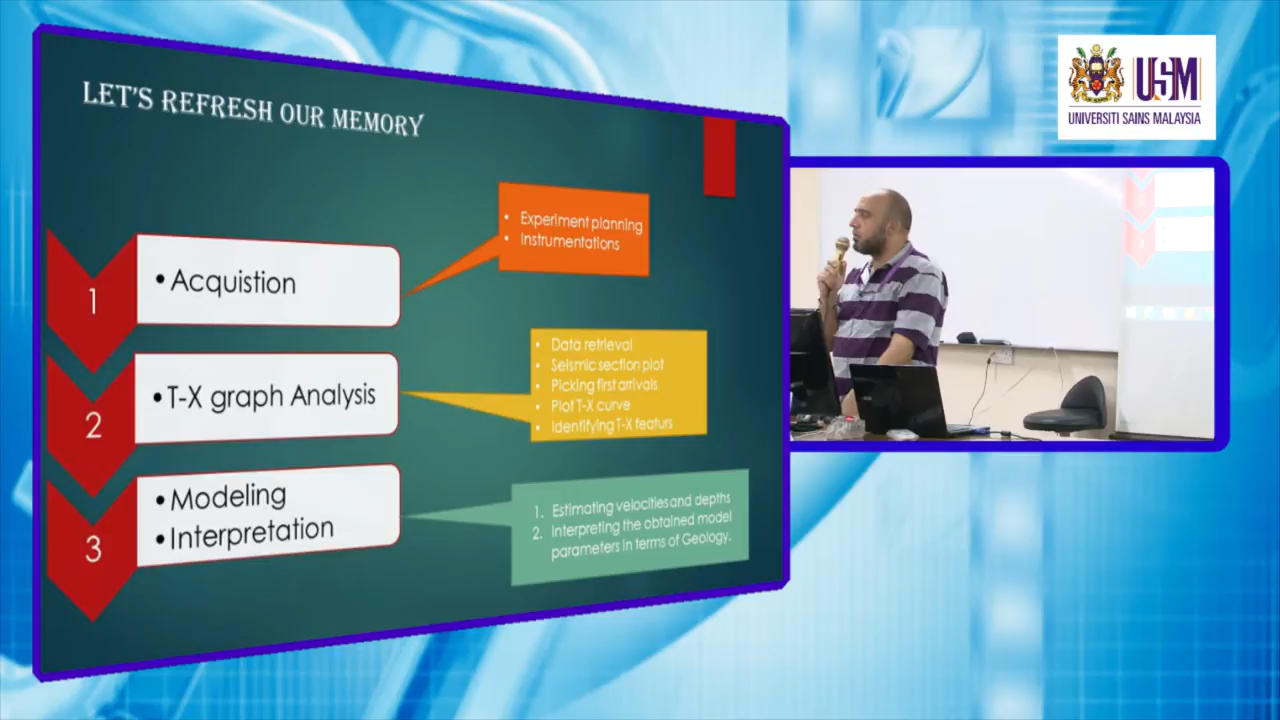 LET'S REFRESH OUR MEMORY
1
• Acquistion
• Experiment planning
• Instrumentations
2
• T-X graph Analysis
• Data retrieval
• Seismic section plot
• Picking first arrivals
• Plot T-X curve
• Identifying T-X featurs
3
• Modeling
• Interpretation
1. Estimating velocities and depths
2. Interpreting the obtained model
parameters in terms of Geology.
USM
UNIVERSITI SAINS MALAYSIA